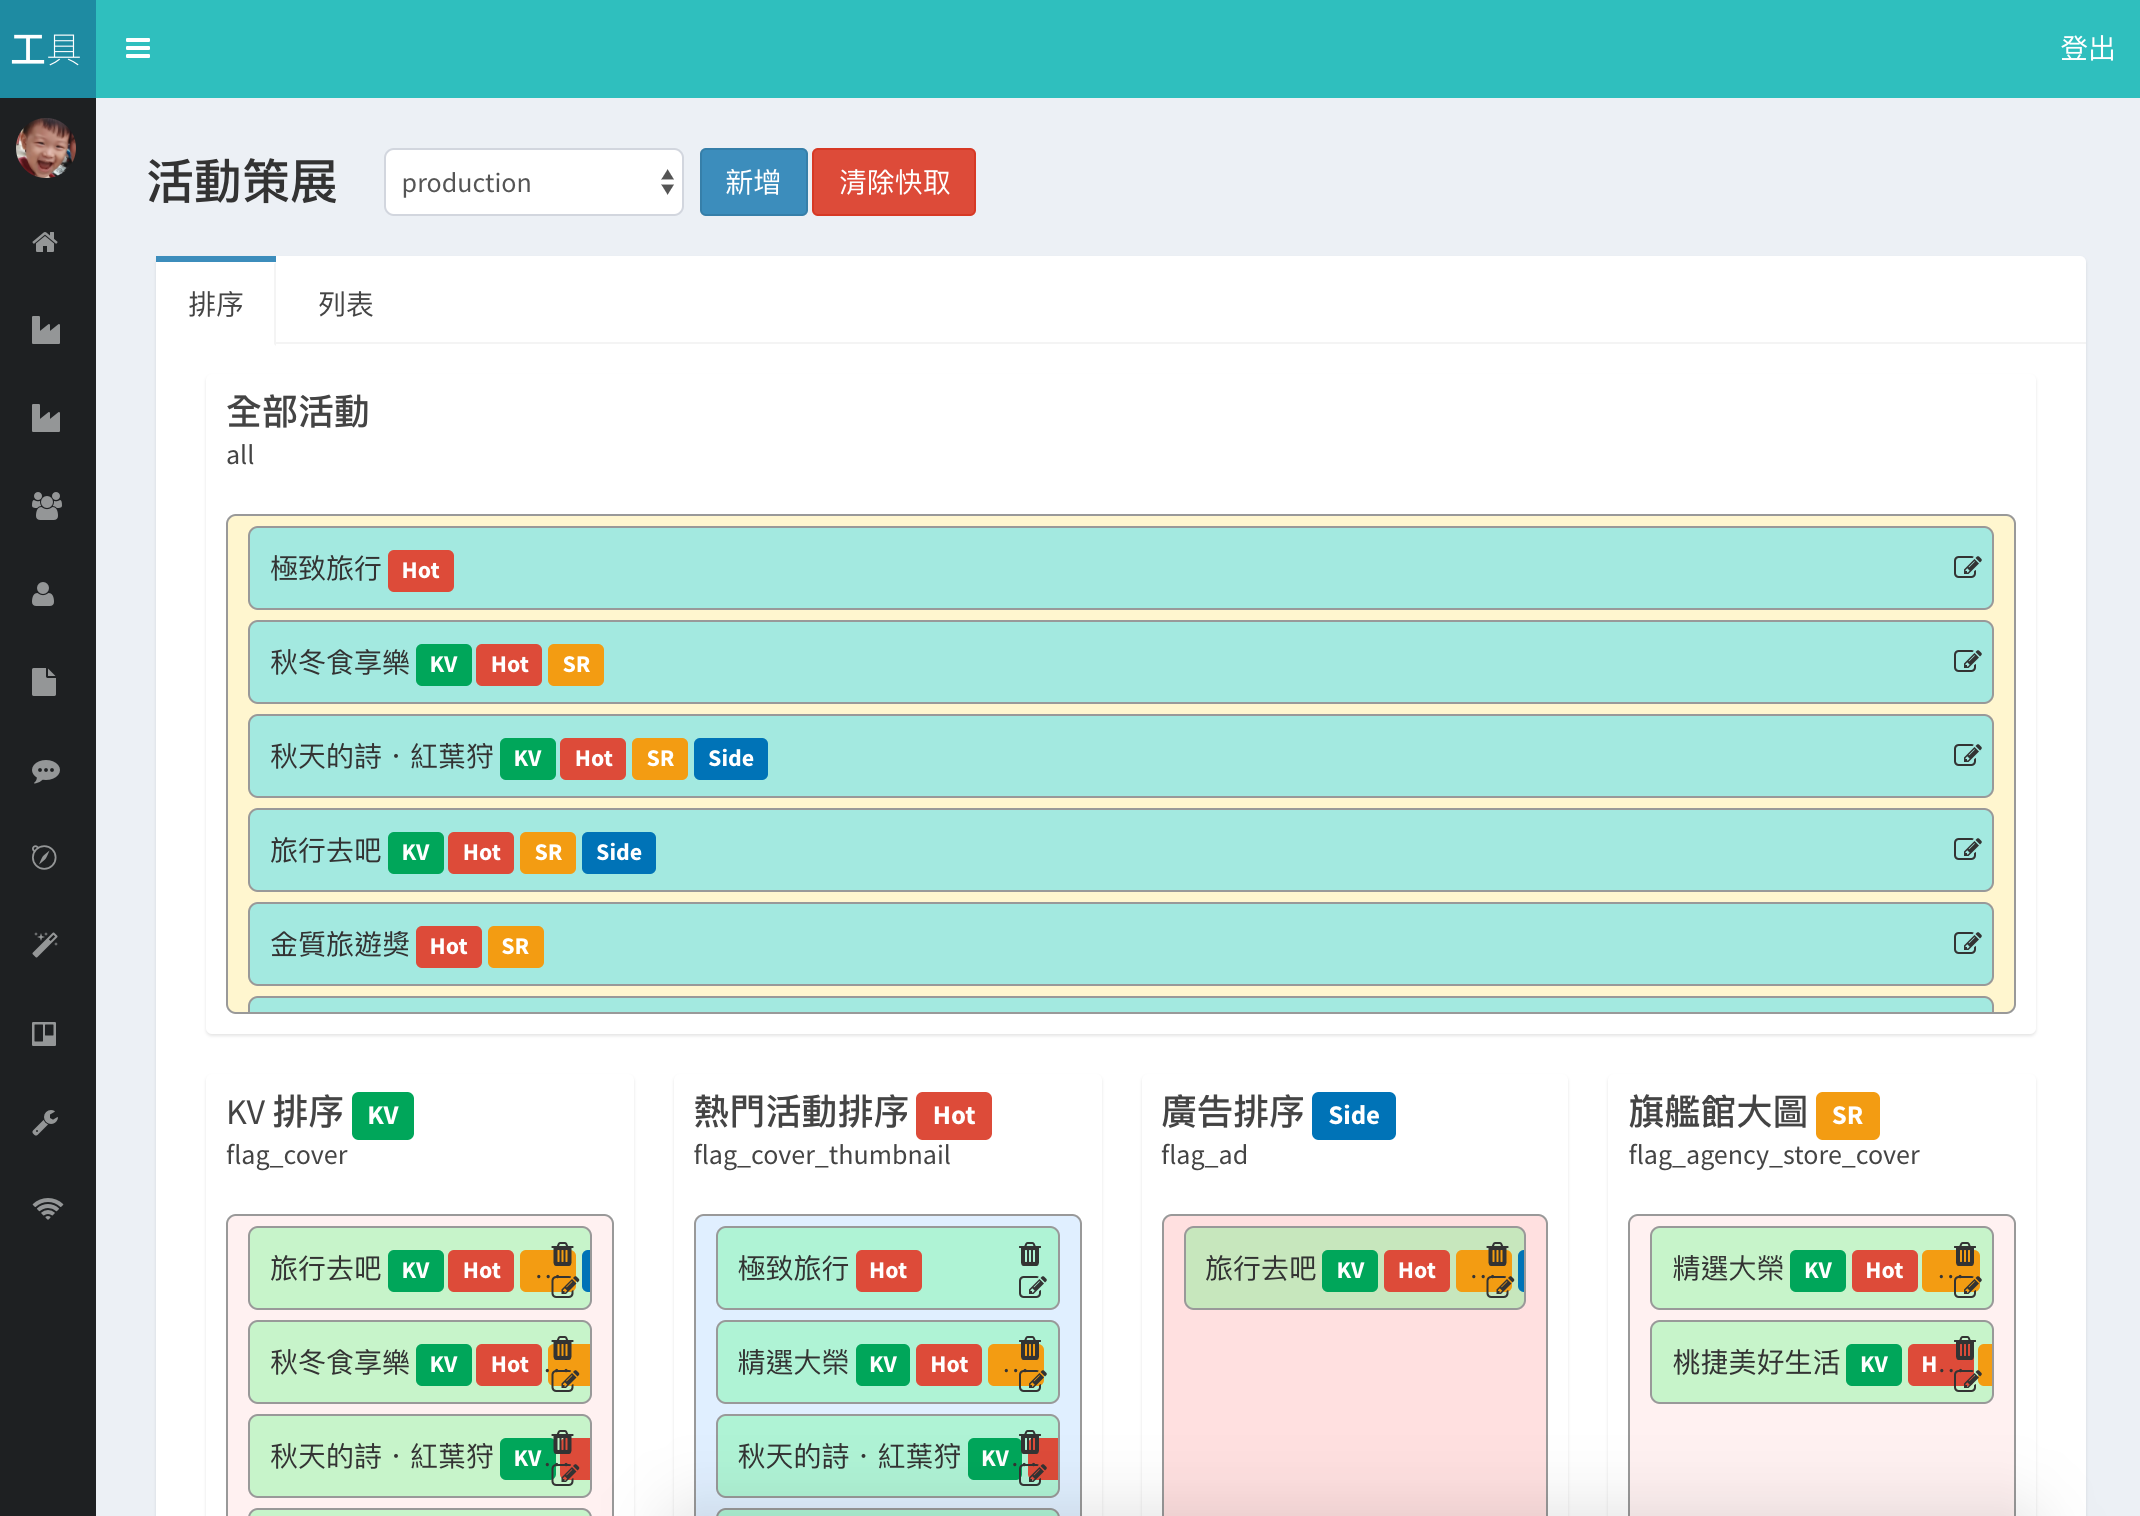 工具
登出
活動策展 production 新增 清除快取
排序 列表
全部活動
all
極致旅行 Hot
秋冬食享樂 KV Hot SR
秋天的詩・紅葉狩 KV Hot SR Side
旅行去吧 KV Hot SR Side
金質旅遊獎 Hot SR
KV 排序 KV
flag_cover
旅行去吧 KV Hot ...
秋冬食享樂 KV Hot ...
秋天的詩・紅葉狩 KV ...
熱門活動排序 Hot
flag_cover_thumbnail
極致旅行 Hot
精選大榮 KV Hot ...
秋天的詩・紅葉狩 KV ...
廣告排序 Side
flag_ad
旅行去吧 KV Hot ...
旗艦館大圖 SR
flag_agency_store_cover
精選大榮 KV Hot ...
桃捷美好生活 KV H...